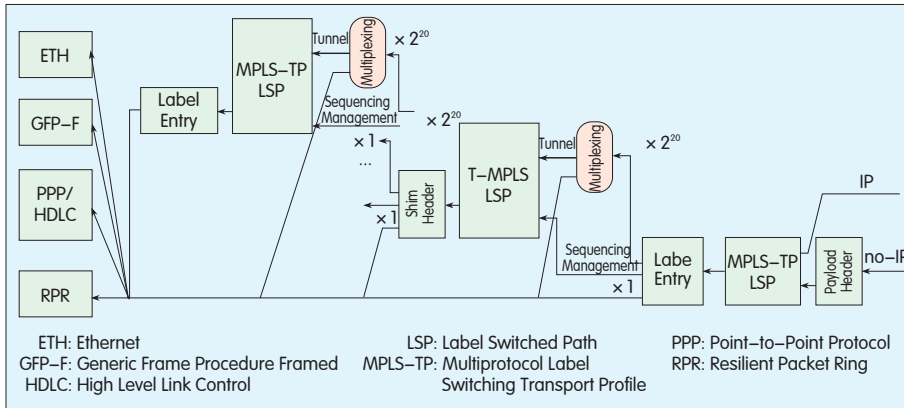 ETH
GFP-F
PPP/
HDLC
RPR
Label
Entry
MPLS-TP
LSP
Tunnel
Multiplexing
× 2²⁰
Sequencing
Management
× 2²⁰
× 1
...
× 1
Shim
Header
T-MPLS
LSP
Tunnel
Multiplexing
× 2²⁰
Sequencing
Management
× 1
Labe
Entry
MPLS-TP
LSP
IP
Payload
Header
no-IP
ETH: Ethernet
GFP-F: Generic Frame Procedure Framed
HDLC: High Level Link Control
LSP: Label Switched Path
MPLS-TP: Multiprotocol Label
Switching Transport Profile
PPP: Point-to-Point Protocol
RPR: Resilient Packet Ring